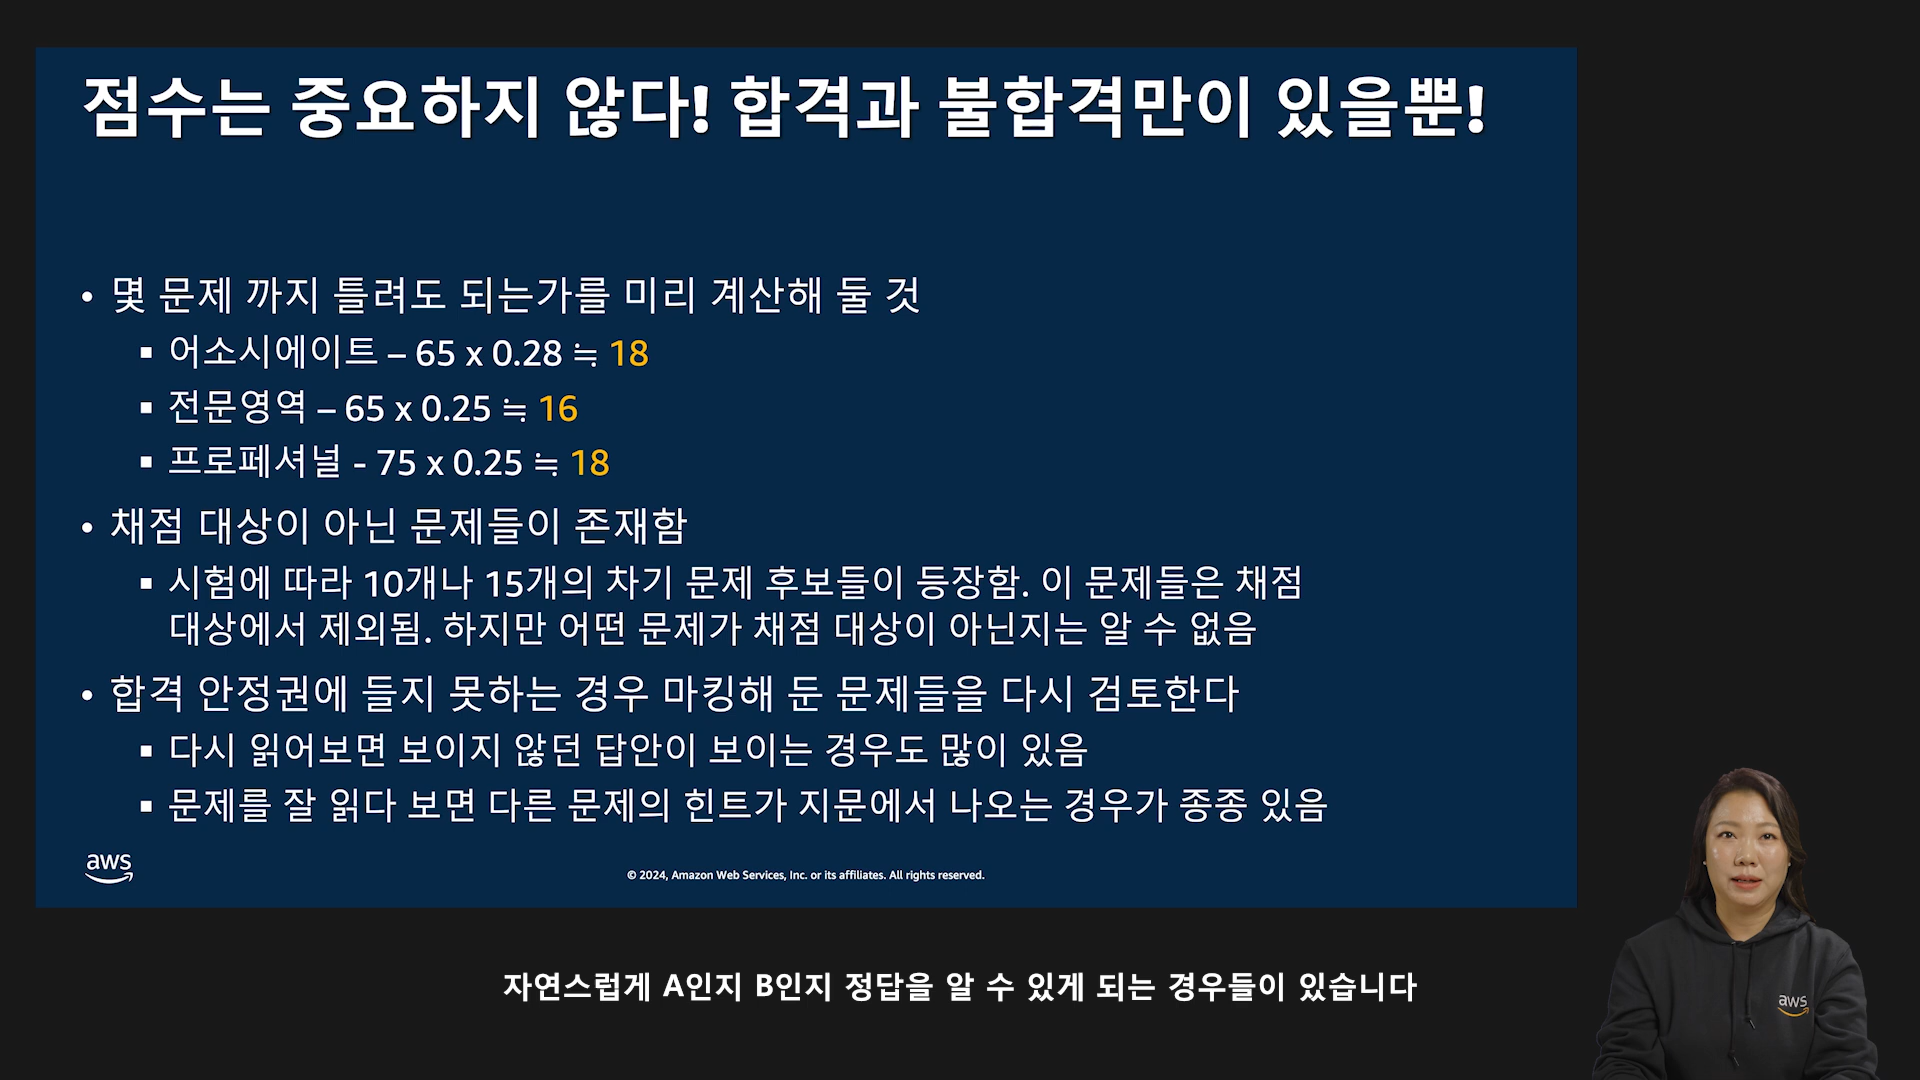 점수는 중요하지 않다! 합격과 불합격만이 있을뿐!
• 몇 문제 까지 틀려도 되는가를 미리 계산해 둘 것
▪ 어소시에이트 – 65 x 0.28 ≒ 18
▪ 전문영역 – 65 x 0.25 ≒ 16
▪ 프로페셔널 - 75 x 0.25 ≒ 18
• 채점 대상이 아닌 문제들이 존재함
▪ 시험에 따라 10개나 15개의 차기 문제 후보들이 등장함. 이 문제들은 채점
대상에서 제외됨. 하지만 어떤 문제가 채점 대상이 아닌지는 알 수 없음
• 합격 안정권에 들지 못하는 경우 마킹해 둔 문제들을 다시 검토한다
▪ 다시 읽어보면 보이지 않던 답안이 보이는 경우도 많이 있음
▪ 문제를 잘 읽다 보면 다른 문제의 힌트가 지문에서 나오는 경우가 종종 있음
aws
© 2024, Amazon Web Services, Inc. or its affiliates. All rights reserved.
자연스럽게 A인지 B인지 정답을 알 수 있게 되는 경우들이 있습니다
aws